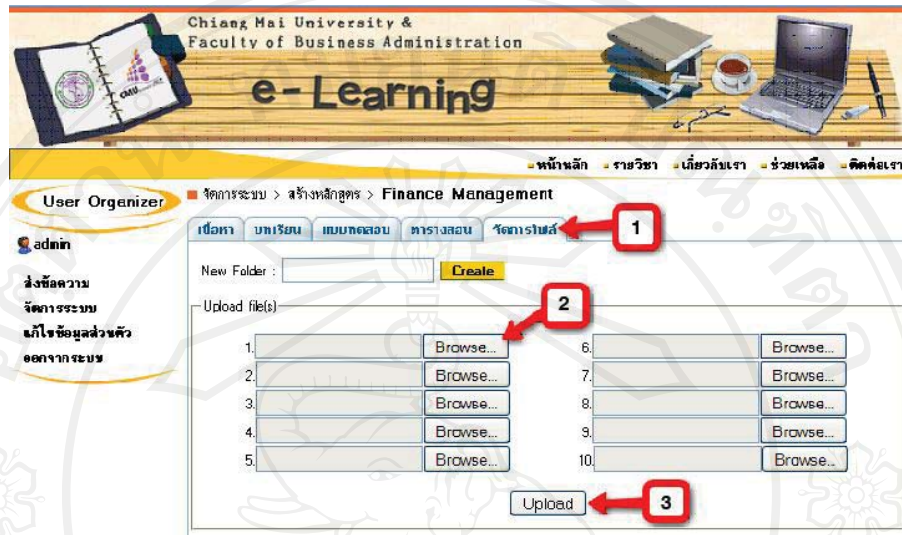 Chiang Mai University &
Faculty of Business Administration
e-Learning
หน้าหลัก รายวิชา เกี่ยวกับเรา ช่วยเหลือ ติดต่อเรา
User Organizer
จัดการระบบ > สร้างหลักสูตร > Finance Management
admin
เนื้อหา บทเรียน แบบทดสอบ ตารางสอน จัดการไฟล์
1
New Folder : Create
ส่งข้อความ
จัดการระบบ
แก้ไขข้อมูลส่วนตัว
ออกจากระบบ
Upload file(s)
2
1. Browse... 6. Browse...
2. Browse... 7. Browse...
3. Browse... 8. Browse...
4. Browse... 9. Browse...
5. Browse... 10. Browse...
Upload 3